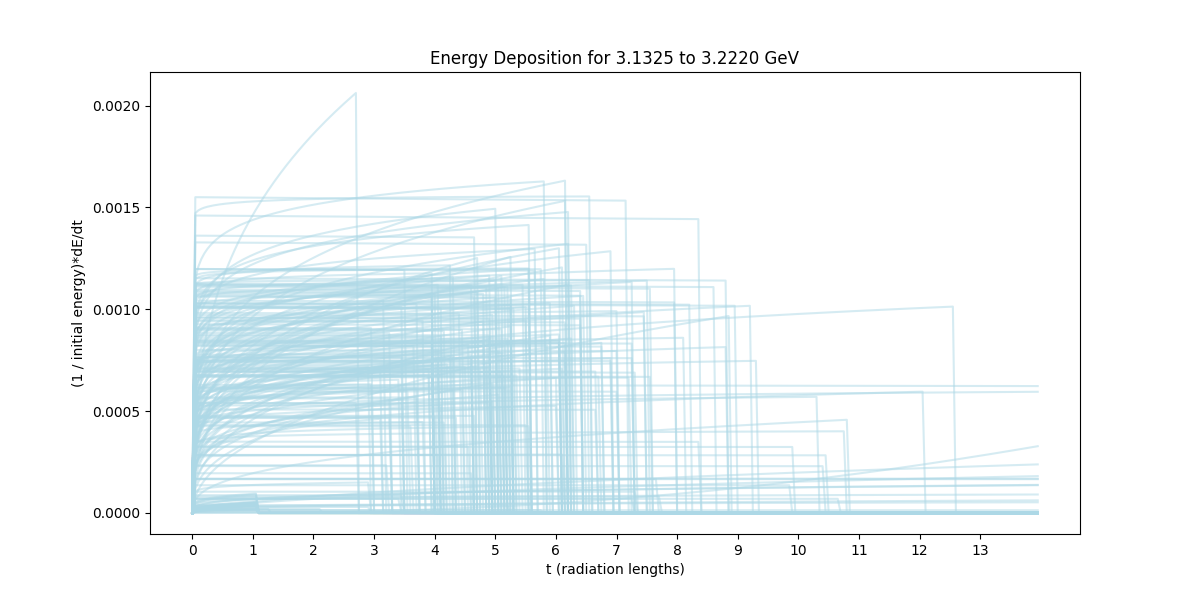 Energy Deposition for 3.1325 to 3.2220 GeV
0.0020
0.0015
0.0010
0.0005
0.0000
(1 / initial energy)*dE/dt
0 1 2 3 4 5 6 7 8 9 10 11 12 13
t (radiation lengths)